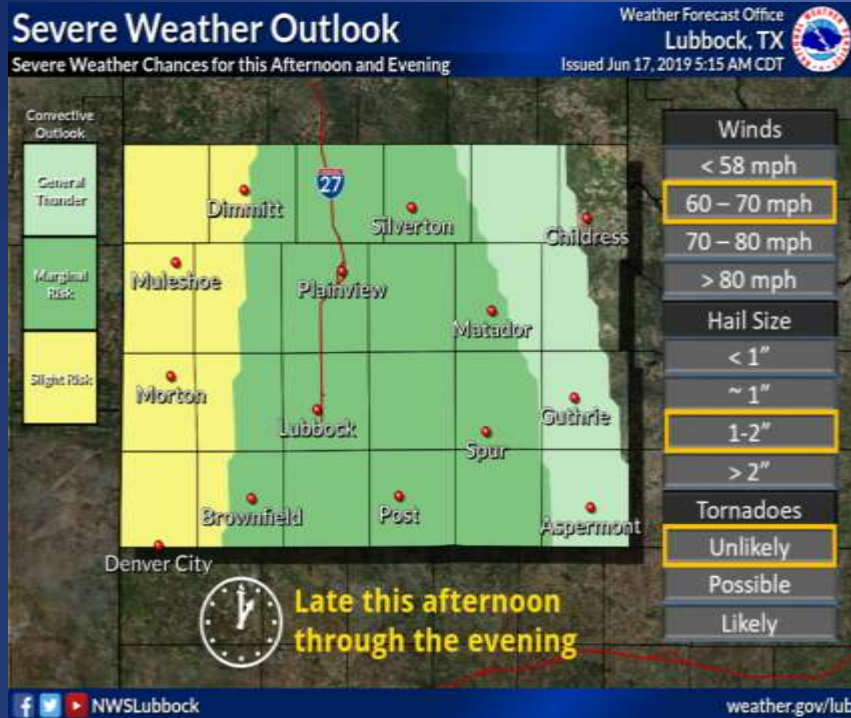 Severe Weather Outlook
Severe Weather Chances for this Afternoon and Evening
Weather Forecast Office
Lubbock, TX
Issued Jun 17, 2019 5:15 AM CDT
Convective
Outlook
General
Thunder
Marginal
Risk
Slight Risk
27
Dimmitt
Silverton
Childress
Muleshoe
Plainview
Matador
Morton
Lubbock
Guthrie
Spur
Brownfield
Post
Aspermont
Denver City
Late this afternoon
through the evening
Winds
< 58 mph
60 – 70 mph
70 – 80 mph
> 80 mph
Hail Size
< 1”
~ 1”
1-2”
> 2”
Tornadoes
Unlikely
Possible
Likely
NWSLubbock
weather.gov/lub